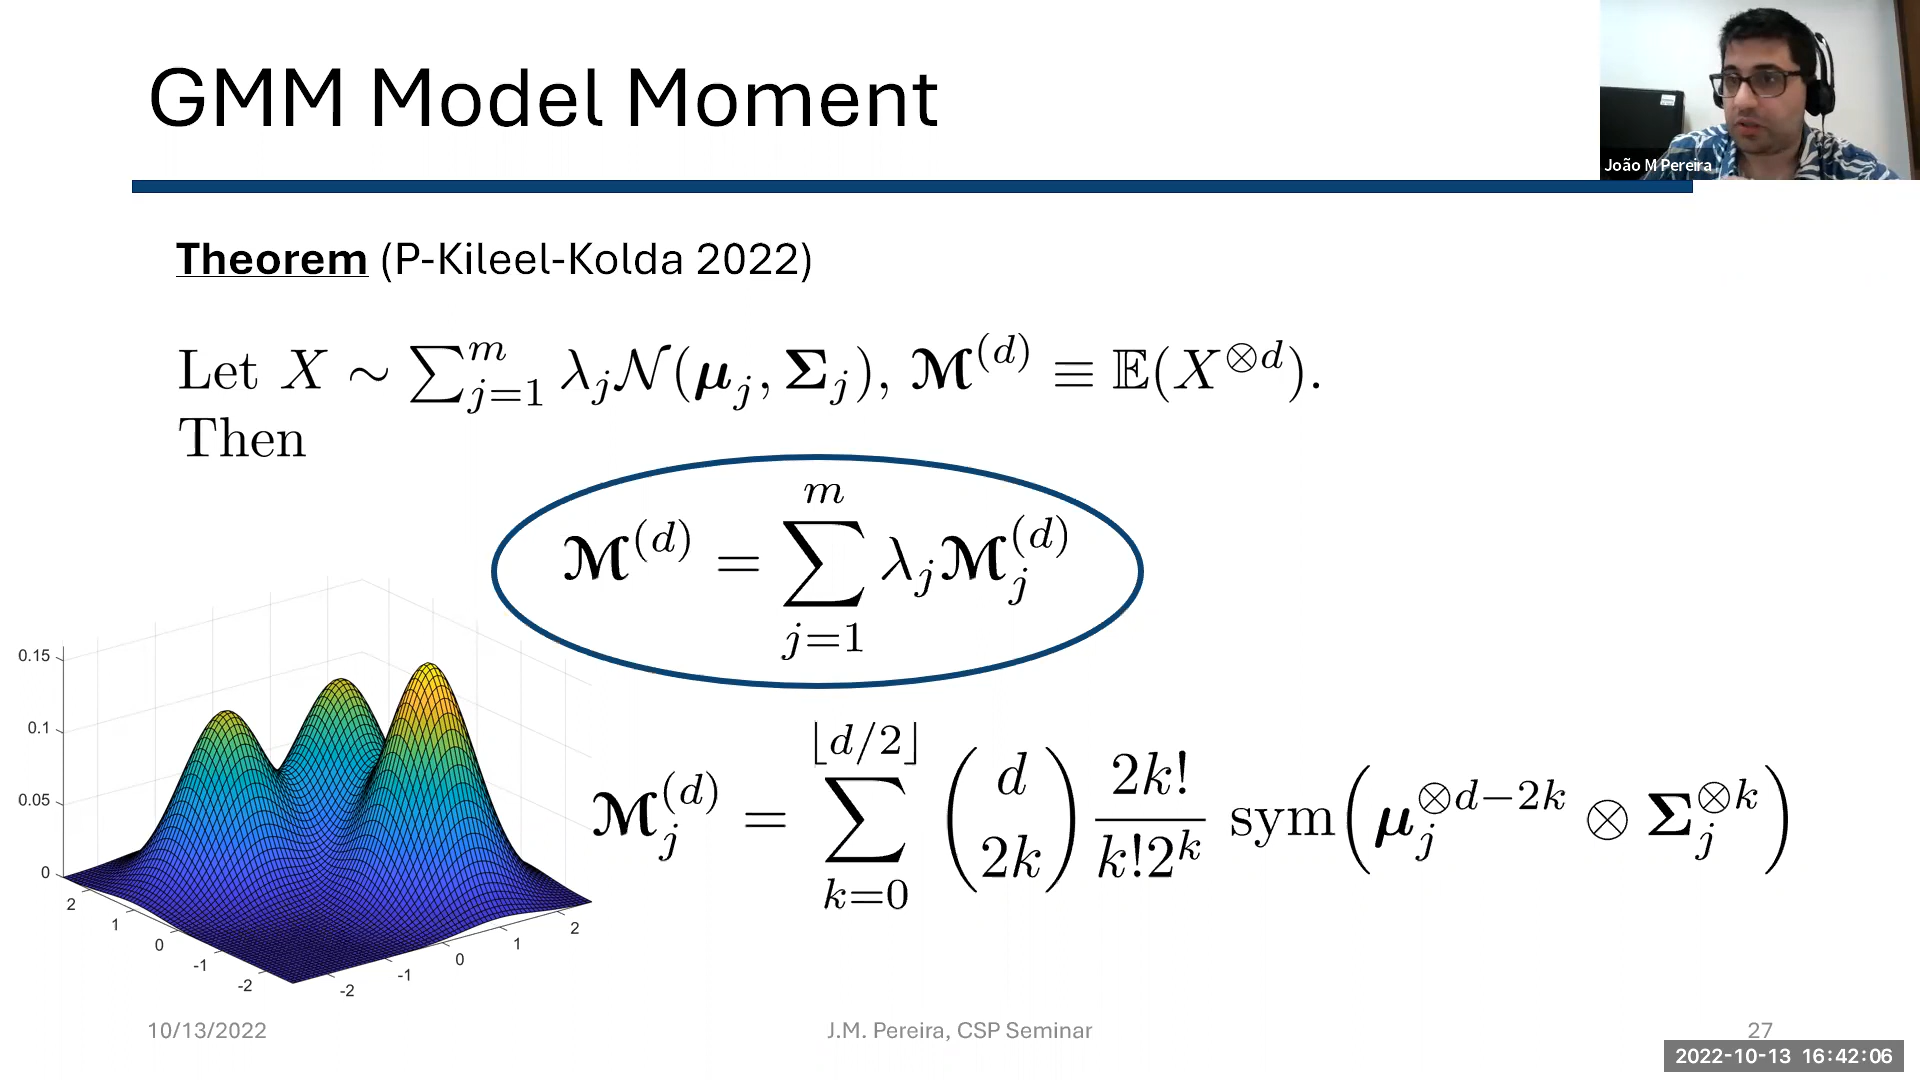 GMM Model Moment
João M Pereira
Theorem (P-Kileel-Kolda 2022)
Let X ∼ ∑_{j=1}^{m} λ_j 𝒩(μ_j, Σ_j), ℳ^{(d)} ≡ 𝔼(X^{⊗d}).
Then
ℳ^{(d)} = ∑_{j=1}^{m} λ_j ℳ_j^{(d)}
ℳ_j^{(d)} = ∑_{k=0}^{⌊d/2⌋} \binom{d}{2k} \frac{2k!}{k!2^k} sym(μ_j^{⊗d−2k} ⊗ Σ_j^{⊗k})
0.15
0.1
0.05
0
2
1
0
-1
-2
-2
-1
0
1
2
10/13/2022
J.M. Pereira, CSP Seminar
27
2022-10-13 16:42:06